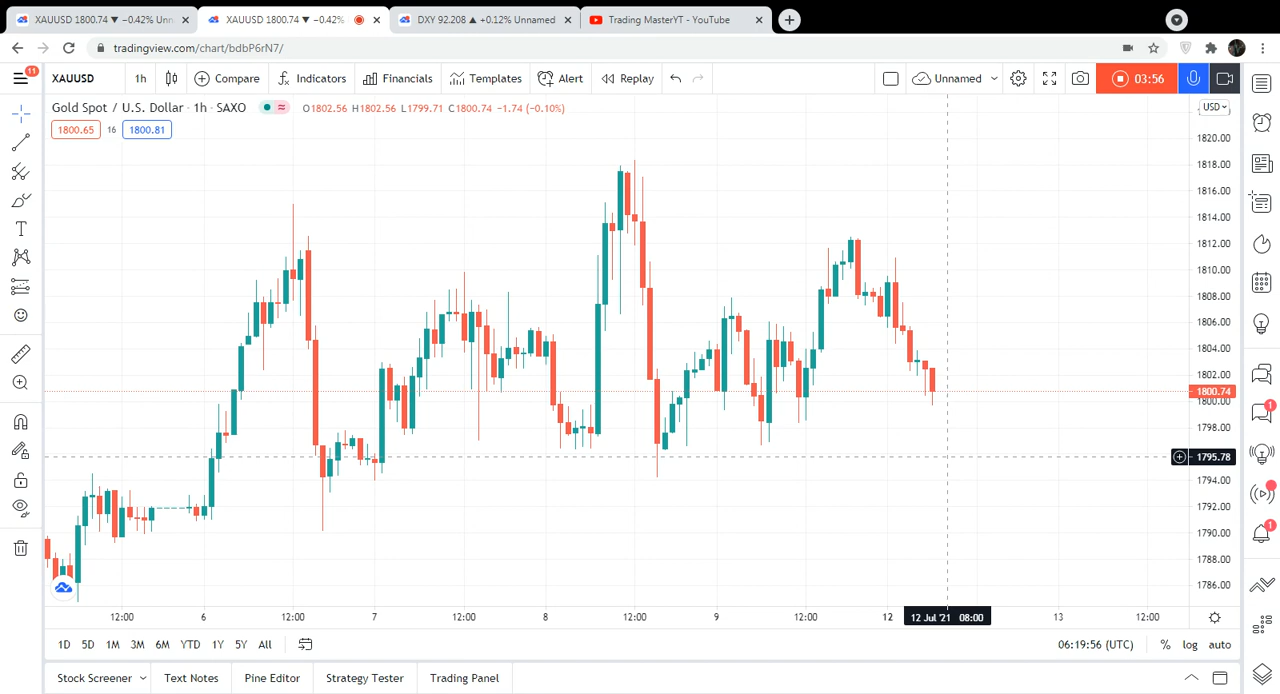 XAUUSD 1800.74 ▼ −0.42% Unn
XAUUSD 1800.74 ▼ −0.42%
DXY 92.208 ▲ +0.12% Unnamed
Trading MasterYT - YouTube
tradingview.com/chart/bdbP6rN7/
11
XAUUSD 1h Compare Indicators Financials Templates Alert Replay Unnamed 03:56
Gold Spot / U.S. Dollar · 1h · SAXO O1802.56 H1802.56 L1799.71 C1800.74 −1.74 (−0.10%)
USD
1800.65 16 1800.81
1820.00
1818.00
1816.00
1814.00
1812.00
1810.00
1808.00
1806.00
1804.00
1802.00
1800.74
1800.00
1798.00
1795.78
1794.00
1792.00
1790.00
1788.00
1786.00
1
1
12:00 6 12:00 7 12:00 8 12:00 9 12:00 12 12 Jul '21 08:00 13 12:00
1D 5D 1M 3M 6M YTD 1Y 5Y All 06:19:56 (UTC) % log auto
Stock Screener Text Notes Pine Editor Strategy Tester Trading Panel